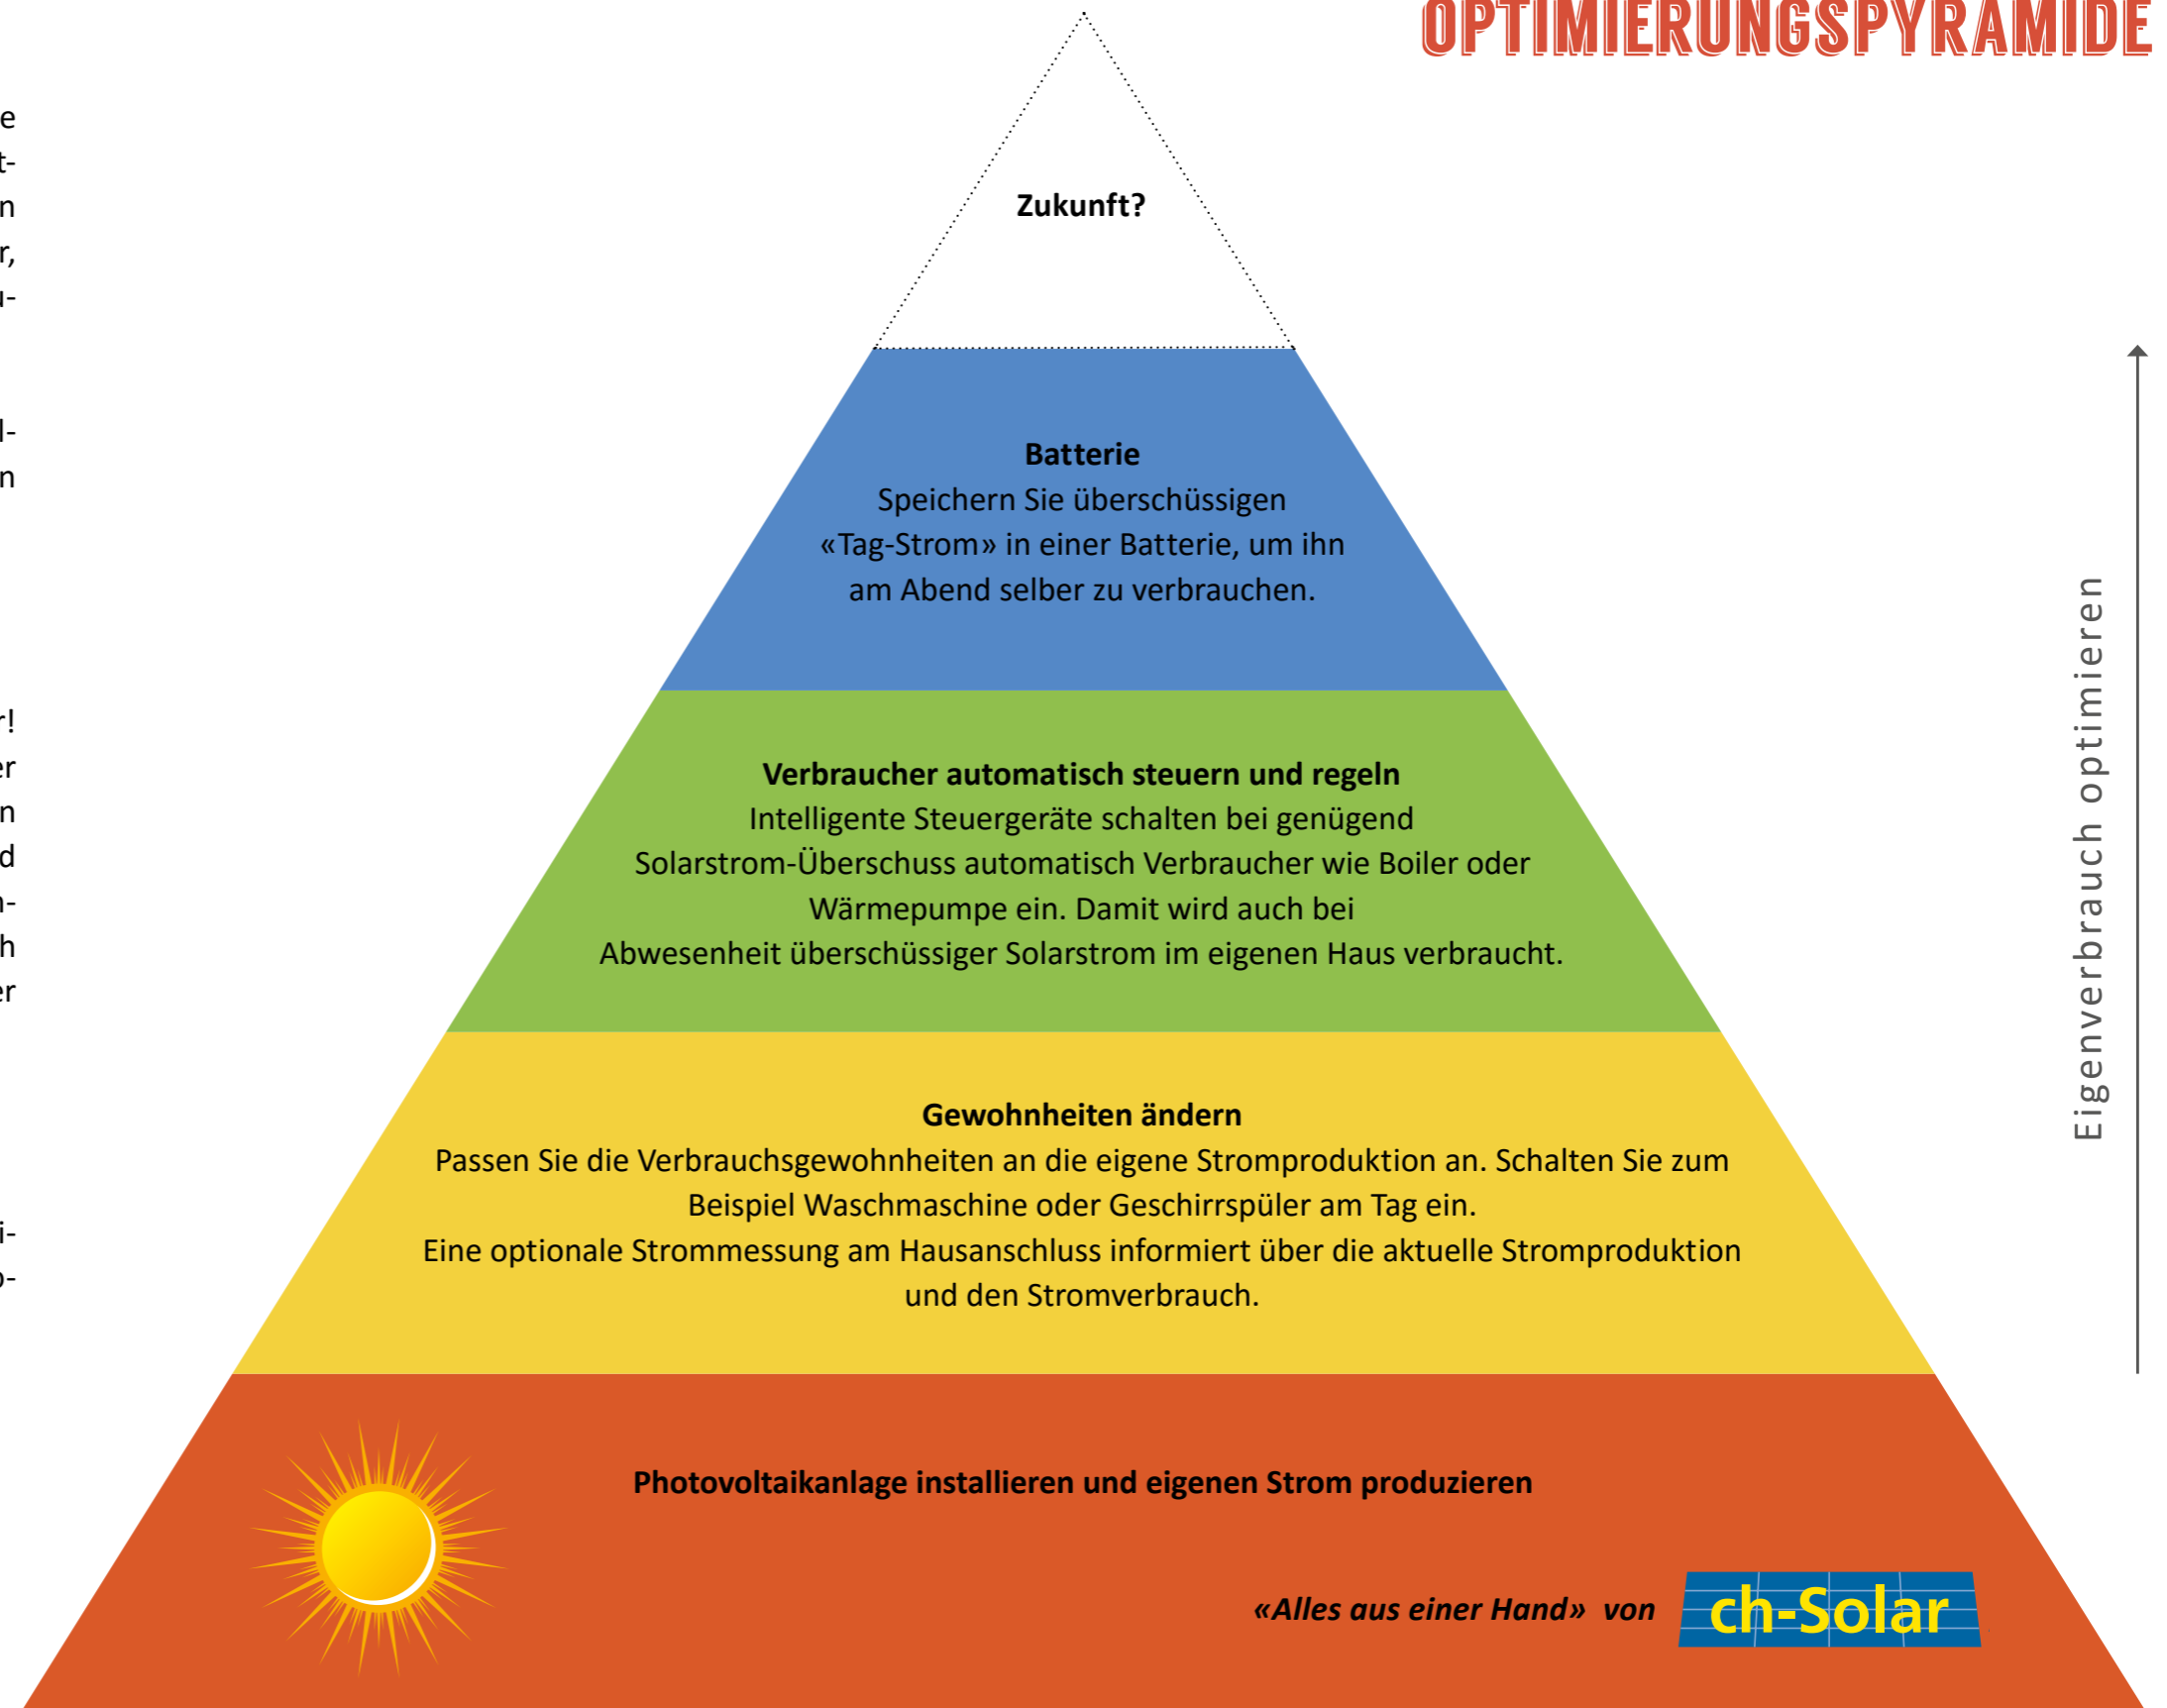 OPTIMIERUNGSPYRAMIDE
Zukunft?
Batterie
Speichern Sie überschüssigen
«Tag-Strom» in einer Batterie, um ihn
am Abend selber zu verbrauchen.
Verbraucher automatisch steuern und regeln
Intelligente Steuergeräte schalten bei genügend
Solarstrom-Überschuss automatisch Verbraucher wie Boiler oder
Wärmepumpe ein. Damit wird auch bei
Abwesenheit überschüssiger Solarstrom im eigenen Haus verbraucht.
Gewohnheiten ändern
Passen Sie die Verbrauchsgewohnheiten an die eigene Stromproduktion an. Schalten Sie zum
Beispiel Waschmaschine oder Geschirrspüler am Tag ein.
Eine optionale Strommessung am Hausanschluss informiert über die aktuelle Stromproduktion
und den Stromverbrauch.
Photovoltaikanlage installieren und eigenen Strom produzieren
«Alles aus einer Hand» von
ch-Solar
Eigenverbrauch optimieren